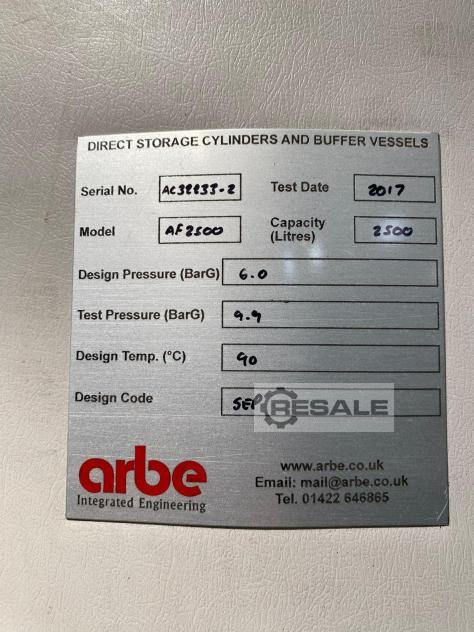 DIRECT STORAGE CYLINDERS AND BUFFER VESSELS
Serial No. Test Date 2017
Model AF2500 Capacity (Litres) 2500
Design Pressure (BarG) 6.0
Test Pressure (BarG) 9.9
Design Temp. (°C) 90
Design Code SEP
RESALE
arbe
Integrated Engineering
www.arbe.co.uk
Email: mail@arbe.co.uk
Tel. 01422 646865